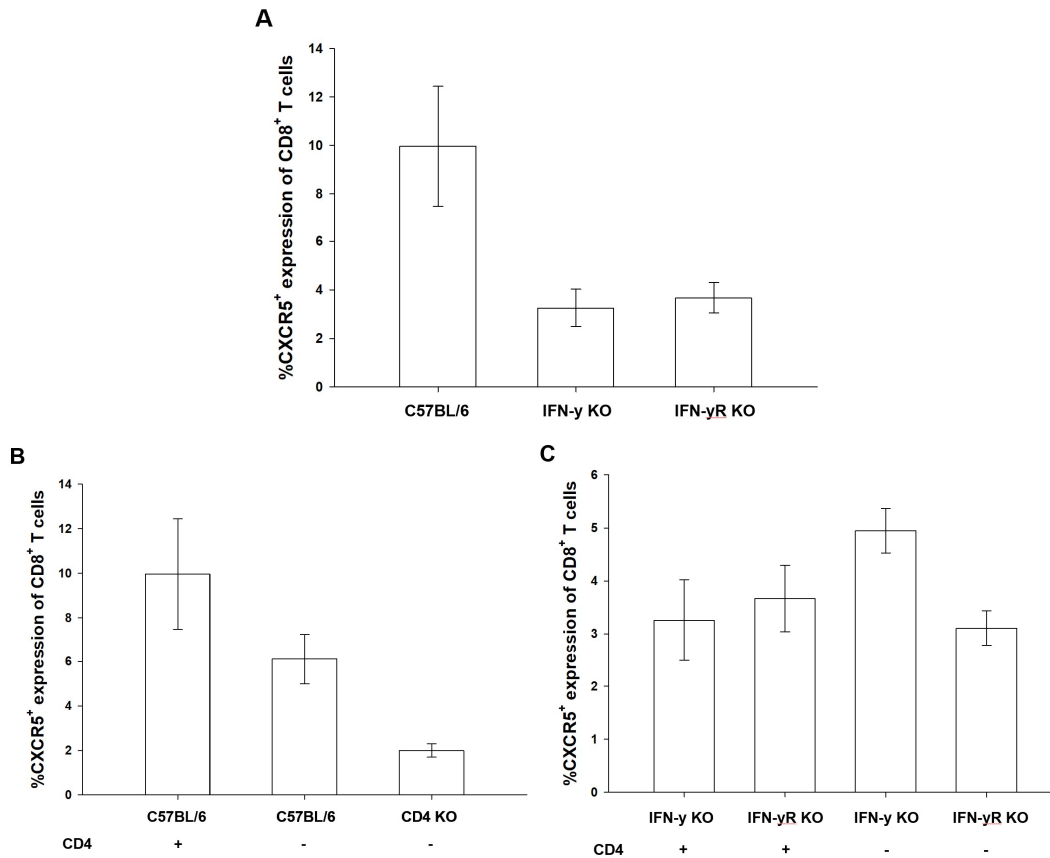 A
%CXCR5+ expression of CD8+ T cells
14
12
10
8
6
4
2
0
C57BL/6 IFN-y KO IFN-yR KO
B
%CXCR5+ expression of CD8+ T cells
14
12
10
8
6
4
2
0
C57BL/6 C57BL/6 CD4 KO
CD4 + - -
C
%CXCR5+ expression of CD8+ T cells
6
5
4
3
2
1
0
IFN-y KO IFN-yR KO IFN-y KO IFN-yR KO
CD4 + + - -